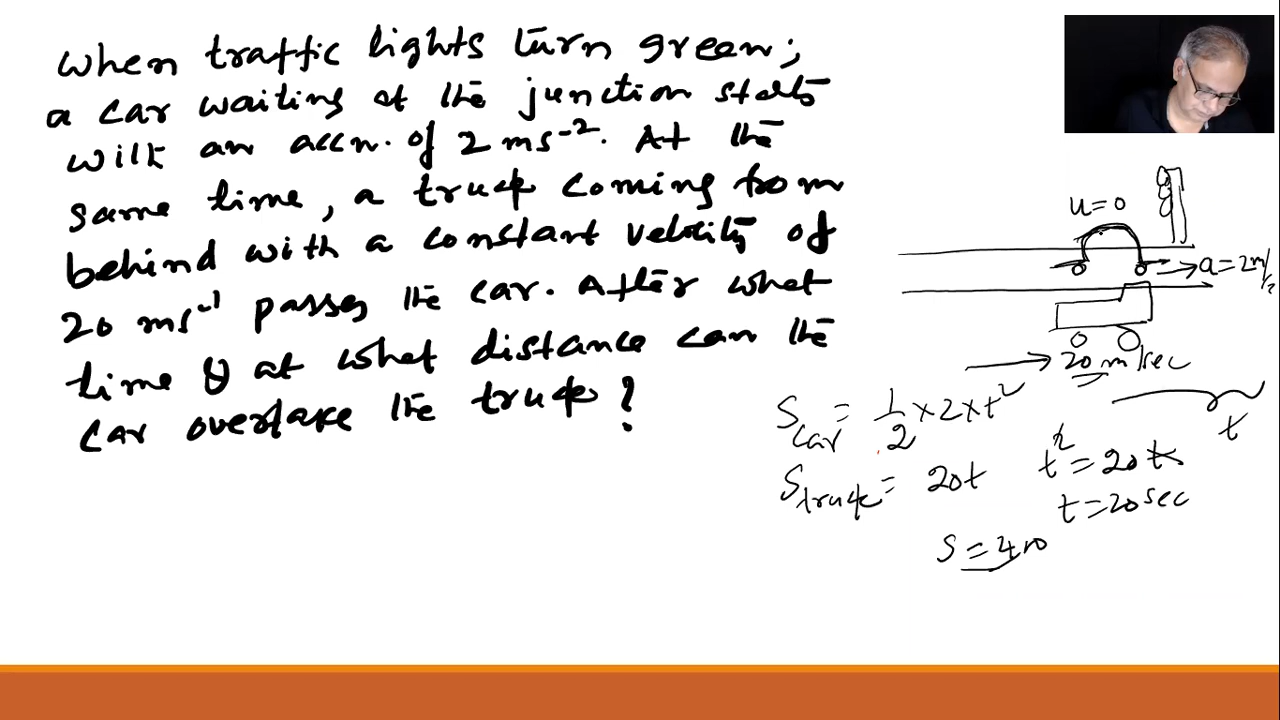 when traffic lights turn green;
a car waiting at the junction starts
with an accn. of 2 ms⁻². At the
same time, a truck coming from
behind with a constant velocity of
20 ms⁻¹ passes the car. After what
time & at what distance can the
car overtake the truck?
u=0
a=2m/
20 m/sec
S car = 1/2 × 2 × t²
t
S truck = 20t
t² = 20t
t=20sec
S = 400